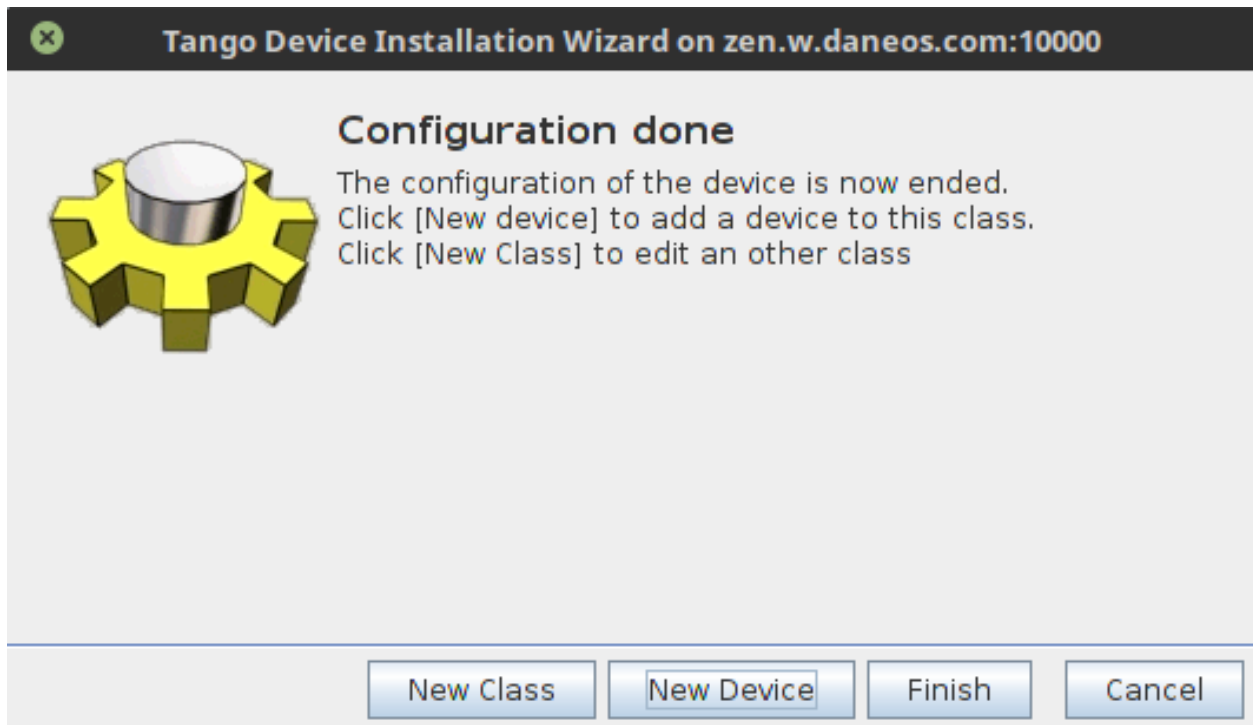 Tango Device Installation Wizard on zen.w.daneos.com:10000
Configuration done
The configuration of the device is now ended.
Click [New device] to add a device to this class.
Click [New Class] to edit an other class
New Class
New Device
Finish
Cancel